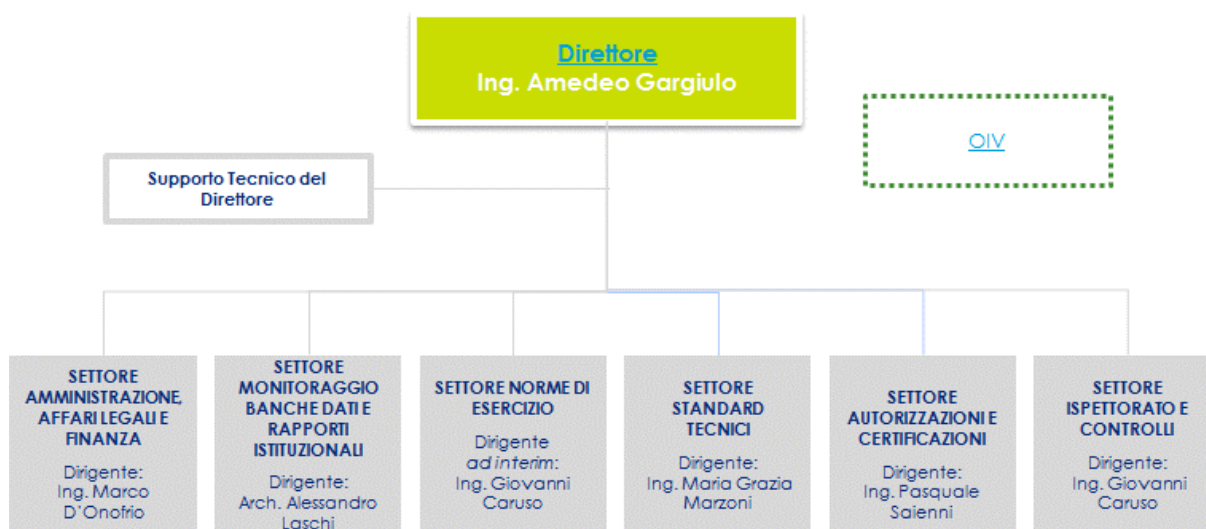 Direttore
Ing. Amedeo Gargiulo
OIV
Supporto Tecnico del
Direttore
SETTORE
AMMINISTRAZIONE,
AFFARI LEGALI E
FINANZA
Dirigente:
Ing. Marco
D'Onofrio
SETTORE
MONITORAGGIO
BANCHE DATI E
RAPPORTI
ISTITUZIONALI
Dirigente:
Arch. Alessandro
Laschi
SETTORE NORME DI
ESERCIZIO
Dirigente
ad interim:
Ing. Giovanni
Caruso
SETTORE
STANDARD
TECNICI
Dirigente:
Ing. Maria Grazia
Marzoni
SETTORE
AUTORIZZAZIONI E
CERTIFICAZIONI
Dirigente:
Ing. Pasquale
Saienni
SETTORE
ISPETTORATO E
CONTROLLI
Dirigente:
Ing. Giovanni
Caruso